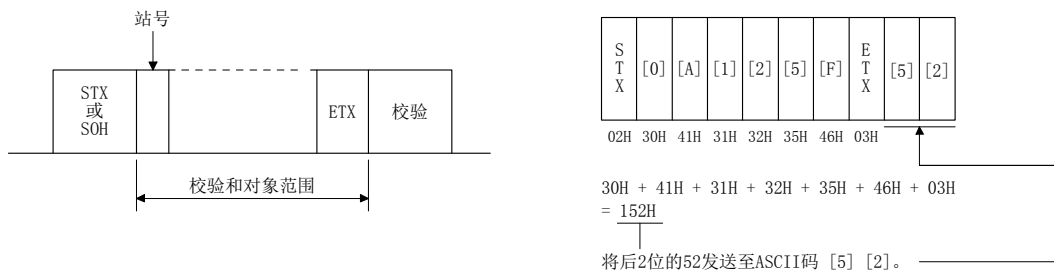 站号
STX
或
SOH
ETX
校验
校验和对象范围
STX [0] [A] [1] [2] [5] [F] ETX [5] [2]
02H 30H 41H 31H 32H 35H 46H 03H
30H + 41H + 31H + 32H + 35H + 46H + 03H
= 152H
将后2位的52发送至ASCII码 [5] [2]。